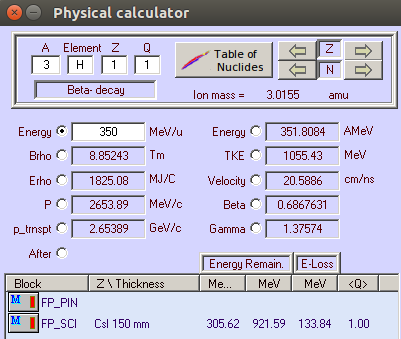 Physical calculator
A Element Z Q
3 H 1 1
Beta- decay
Table of Nuclides
Z
N
Ion mass = 3.0155 amu
Energy 350 MeV/u Energy 351.8084 AMeV
Brho 8.85243 Tm TKE 1055.43 MeV
Erho 1825.08 MJ/C Velocity 20.5886 cm/ns
P 2653.89 MeV/c Beta 0.6867631
p_trnspt 2.65389 GeV/c Gamma 1.37574
After
Energy Remain. E-Loss
Block Z \ Thickness Me... MeV MeV <Q>
M FP_PIN
M FP_SCI CsI 150 mm 305.62 921.59 133.84 1.00